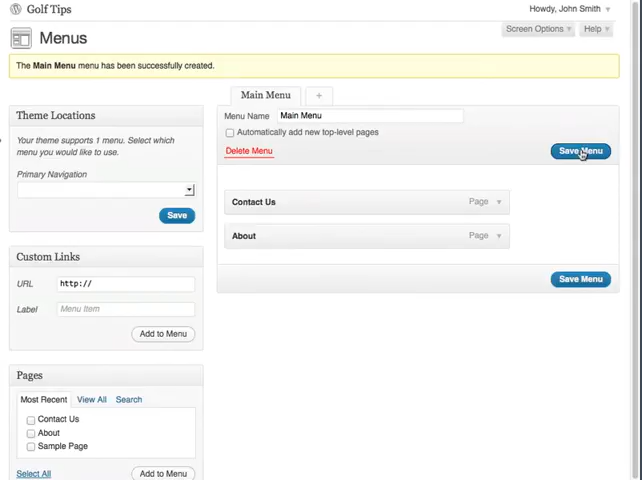 Golf Tips
Howdy, John Smith
Screen Options
Help
Menus
The Main Menu menu has been successfully created.
Theme Locations
Your theme supports 1 menu. Select which
menu you would like to use.
Primary Navigation
Save
Custom Links
URL http://
Label Menu Item
Add to Menu
Pages
Most Recent View All Search
Contact Us
About
Sample Page
Select All Add to Menu
Main Menu +
Menu Name Main Menu
Automatically add new top-level pages
Delete Menu Save Menu
Contact Us Page
About Page
Save Menu